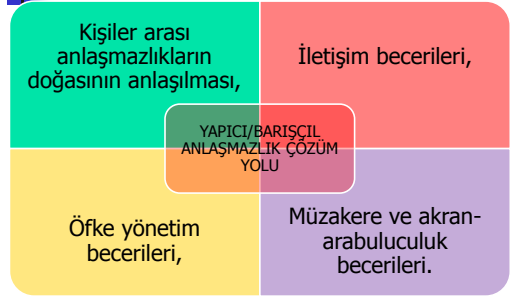 Kişiler arası
anlaşmazlıkların
doğasının anlaşılması,
İletişim becerileri,
YAPICI/BARIŞÇIL
ANLAŞMAZLIK ÇÖZÜM
YOLU
Öfke yönetim
becerileri,
Müzakere ve akran-
arabuluculuk
becerileri.